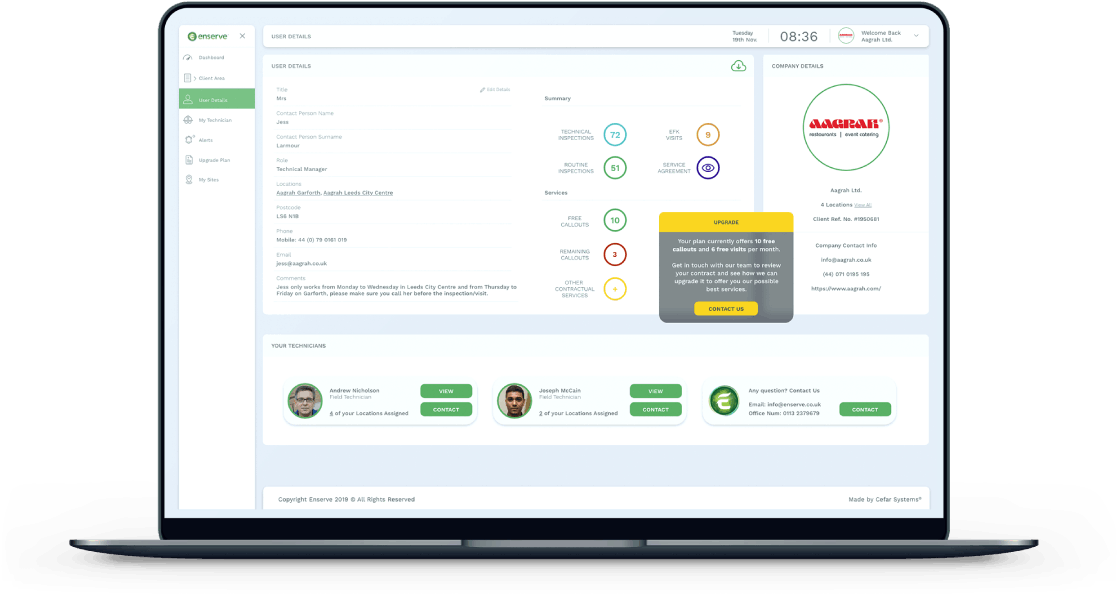 enserve
USER DETAILS
Tuesday
19th Nov
08:36
AAGRAH
Welcome Back
Aagrah Ltd.
Dashboard
Client Area
User Details
My Technician
Alerts
Upgrade Plan
My Sites
USER DETAILS
Title
Edit Details
Mrs
Contact Person Name
Jess
Contact Person Surname
Larmour
Role
Technical Manager
Locations
Aagrah Garforth, Aagrah Leeds City Centre
Postcode
LS6 N18
Phone
Mobile: 44 (0) 79 0161 019
Email
jess@aagrah.co.uk
Comments
Jess only works from Monday to Wednesday in Leeds City Centre and from Thursday to
Friday on Garforth, please make sure you call her before the inspection/visit.
Summary
TECHNICAL
INSPECTIONS
72
EFK
VISITS
9
ROUTINE
INSPECTIONS
51
SERVICE
AGREEMENT
Services
FREE
CALLOUTS
10
REMAINING
CALLOUTS
3
OTHER
CONTRACTUAL
SERVICES
+
UPGRADE
Your plan currently offers 10 free
callouts and 6 free visits per month.
Get in touch with our team to review
your contract and see how we can
upgrade it to offer you our possible
best services.
CONTACT US
COMPANY DETAILS
AAGRAH®
restaurants | event catering
Aagrah Ltd.
4 Locations View All
Client Ref. No. #1950681
Company Contact Info
info@aagrah.co.uk
(44) 071 0195 195
https://www.aagrah.com/
YOUR TECHNICIANS
Andrew Nicholson
Field Technician
4 of your Locations Assigned
VIEW
CONTACT
Joseph McCain
Field Technician
2 of your Locations Assigned
VIEW
CONTACT
Any question? Contact Us
Email: info@enserve.co.uk
Office Num: 0113 2379679
CONTACT
Copyright Enserve 2019 © All Rights Reserved
Made by Cefar Systems®